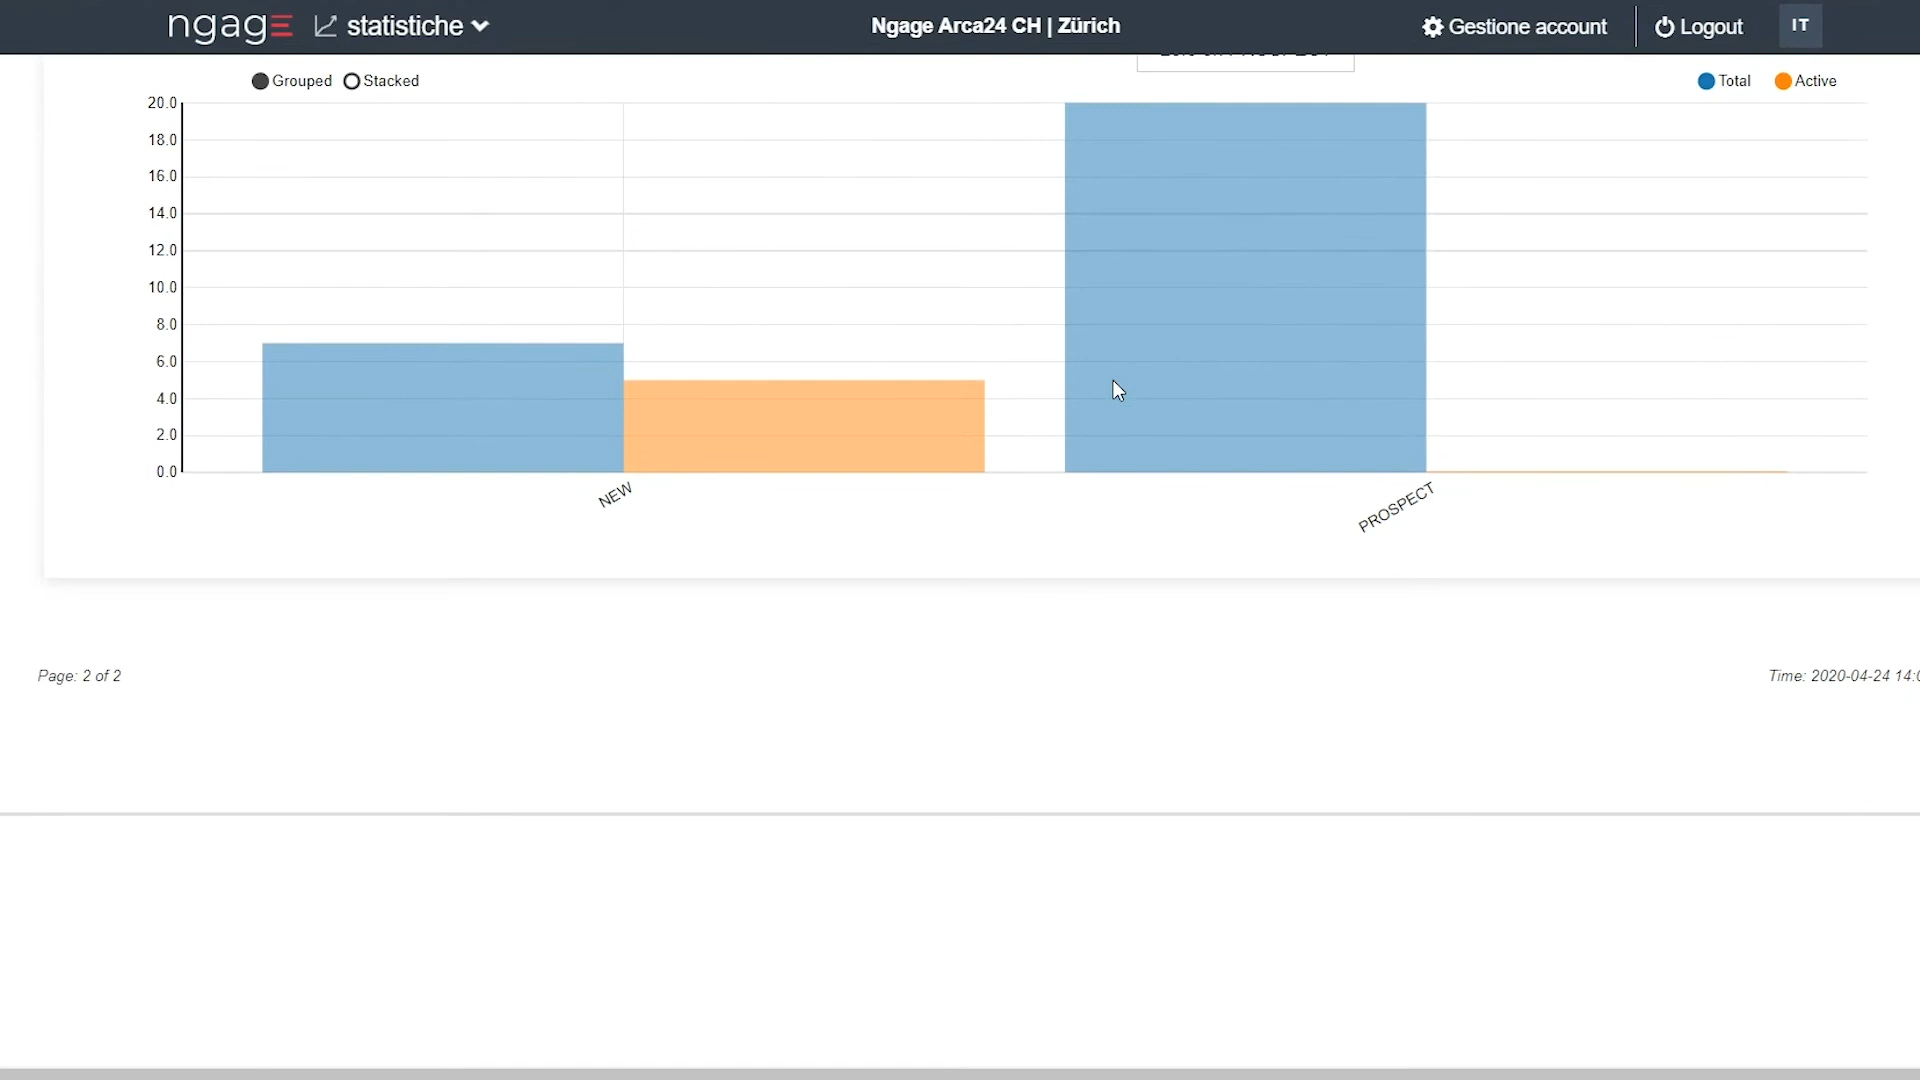 ngage statistiche
Ngage Arca24 CH | Zürich
Gestione account
Logout
IT
Grouped Stacked
Total Active
20.0
18.0
16.0
14.0
12.0
10.0
8.0
6.0
4.0
2.0
0.0
NEW
PROSPECT
Page: 2 of 2
Time: 2020-04-24